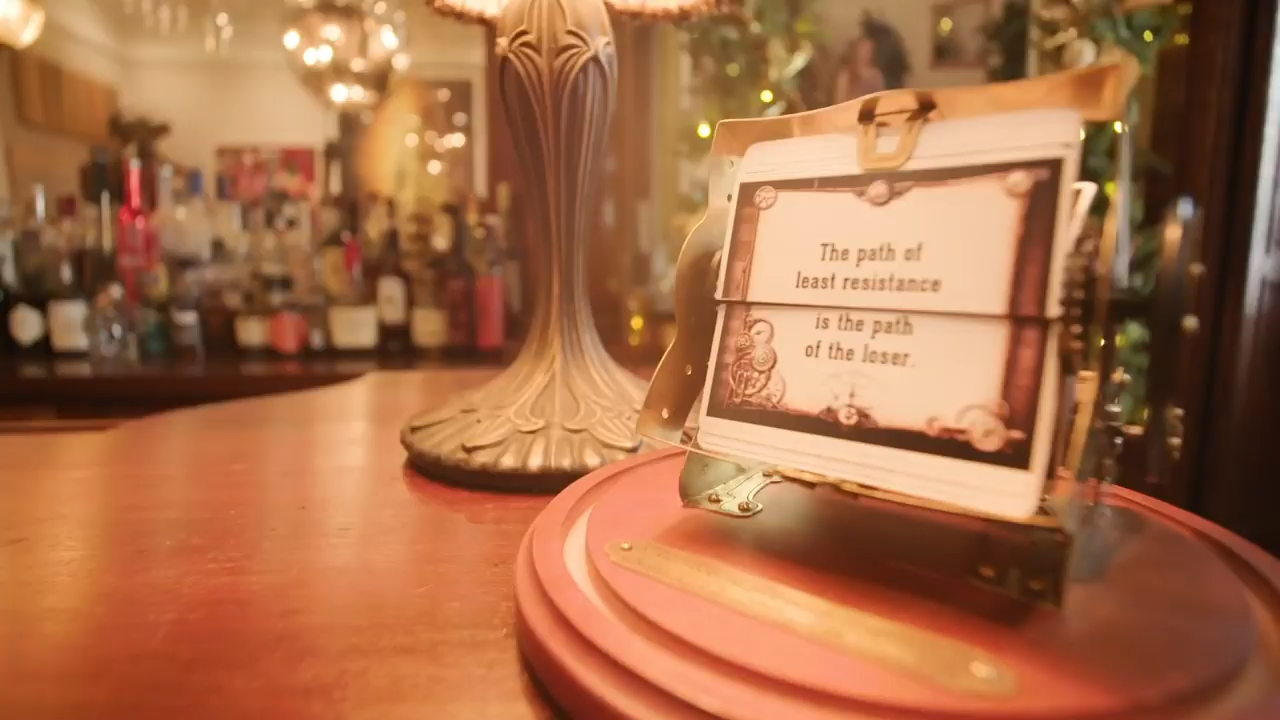 The path of
least resistance
is the path
of the loser.